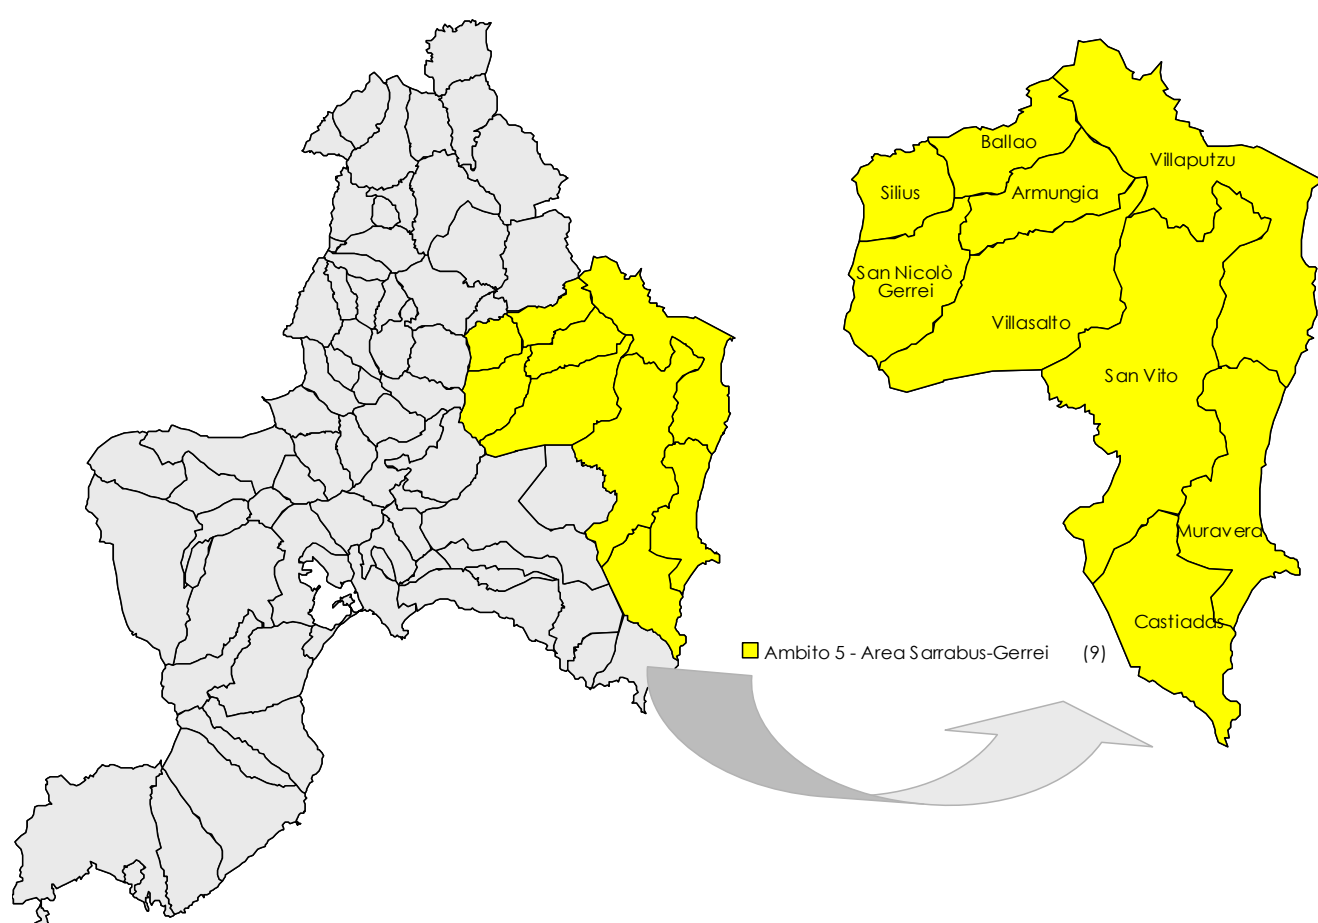 Ballao
Villaputzu
Silius
Armungia
San Nicolò
Gerrei
Villasalto
San Vito
Muravera
Castiadas
Ambito 5 - Area Sarrabus-Gerrei (9)